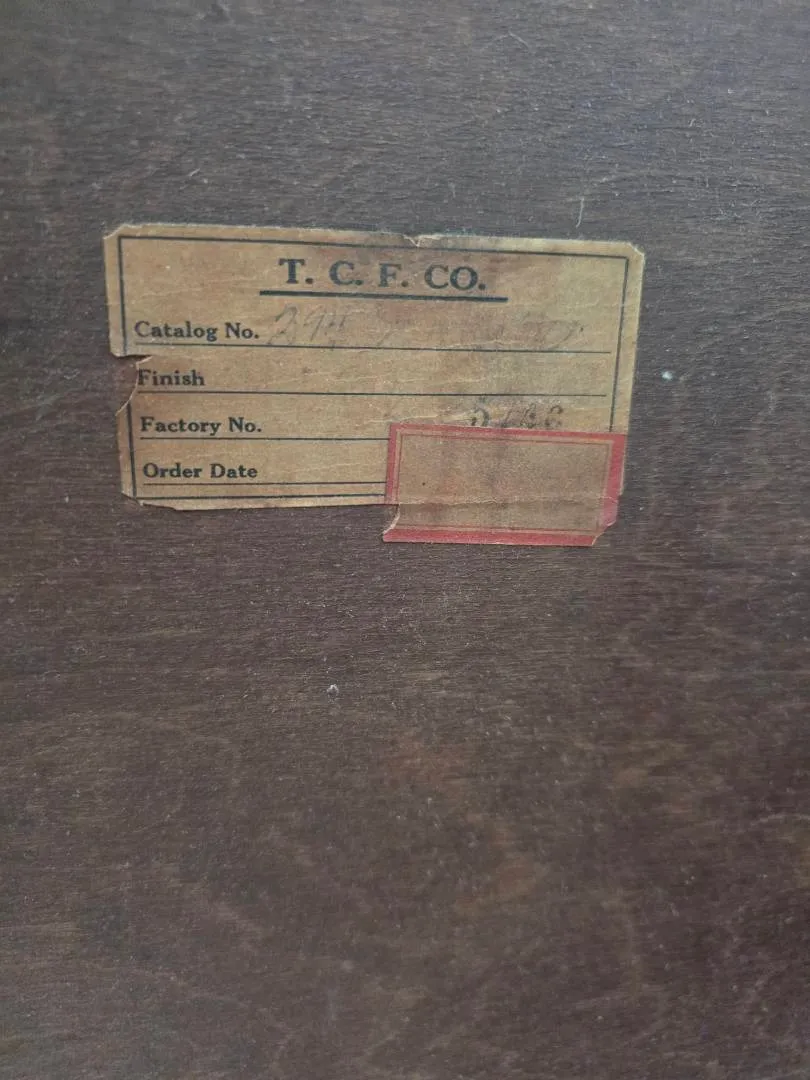 T. C. F. CO.
Catalog No.
Finish
Factory No.
Order Date